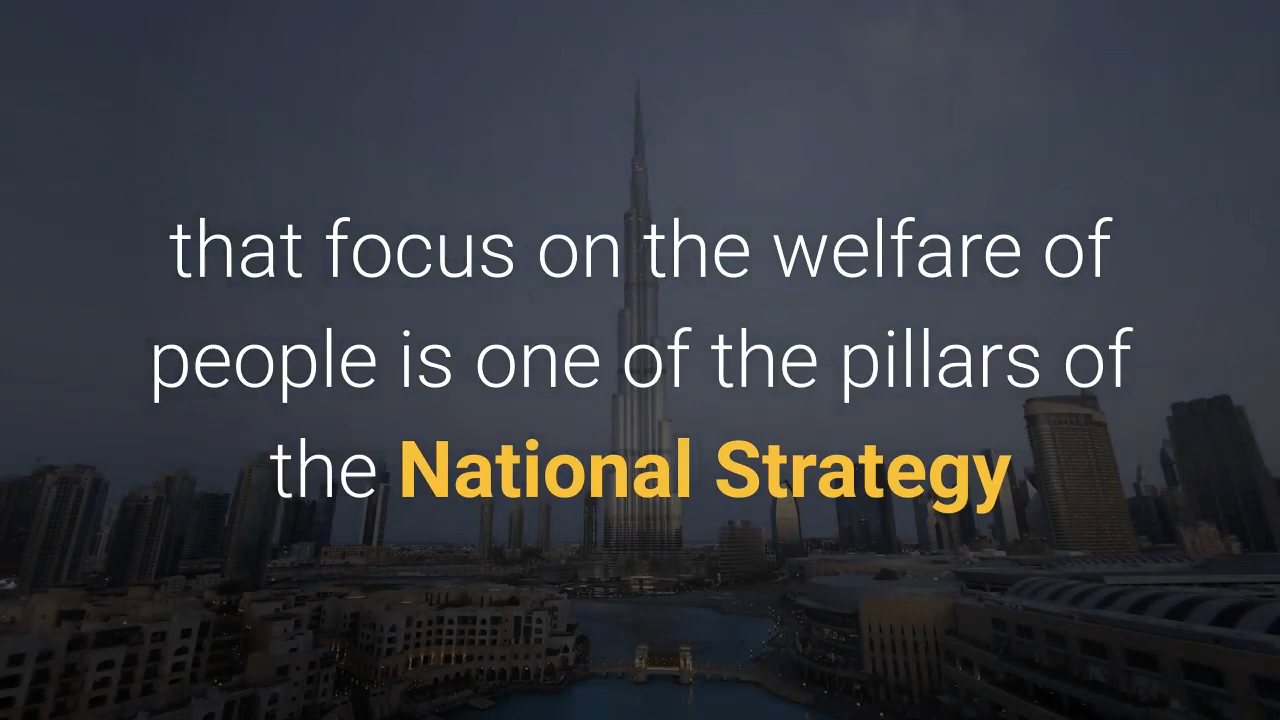 that focus on the welfare of
people is one of the pillars of
the National Strategy